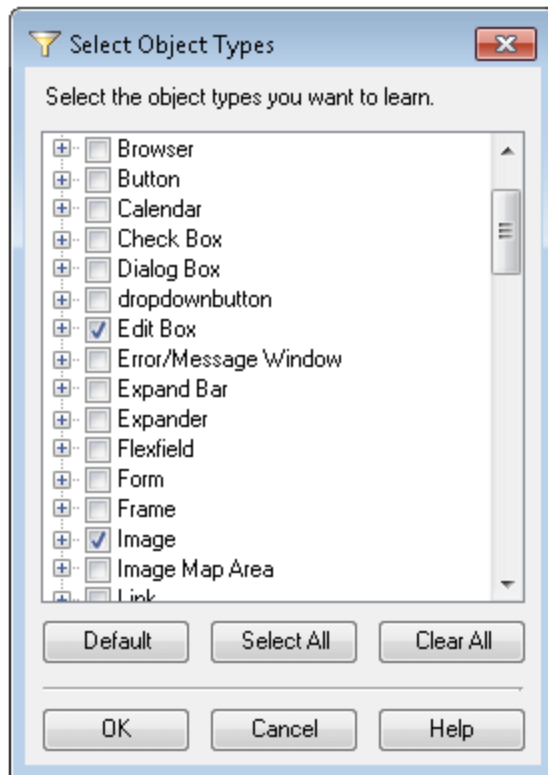 Select Object Types
Select the object types you want to learn.
Browser
Button
Calendar
Check Box
Dialog Box
dropdownbutton
Edit Box
Error/Message Window
Expand Bar
Expander
Flexfield
Form
Frame
Image
Image Map Area
Link
Default Select All Clear All
OK Cancel Help